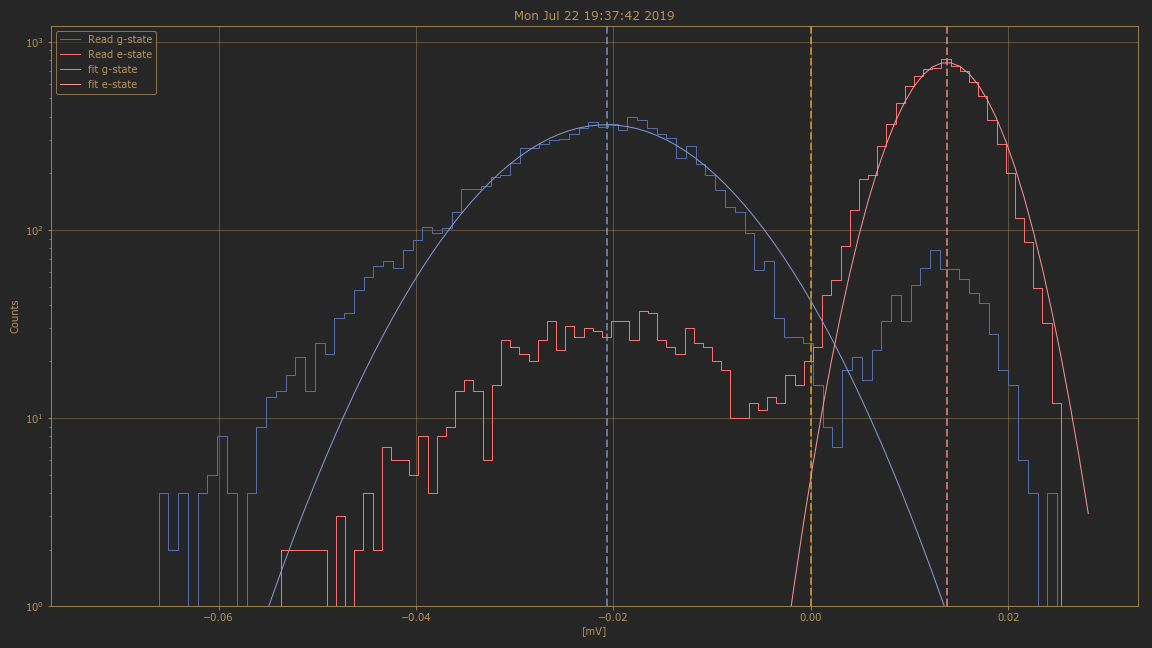 Mon Jul 22 19:37:42 2019
Read g-state
Read e-state
fit g-state
fit e-state
Counts
10³
10²
10¹
10⁰
−0.06
−0.04
−0.02
0.00
0.02
[mV]